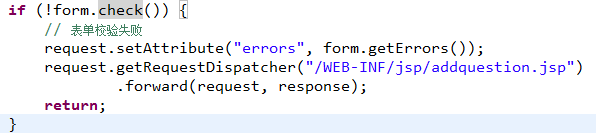 if (!form.check()) {
// 表单校验失败
request.setAttribute("errors", form.getErrors());
request.getRequestDispatcher("/WEB-INF/jsp/addquestion.jsp")
.forward(request, response);
return;
}